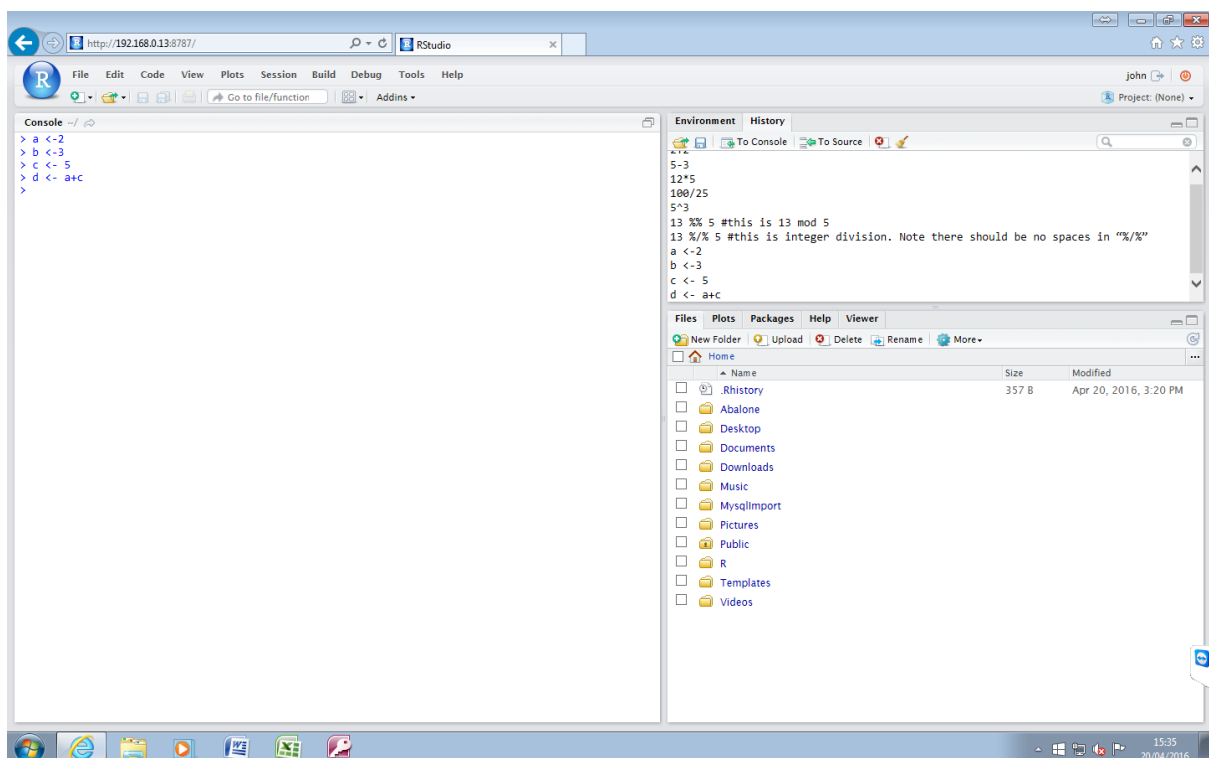 http://192.168.0.13:8787/ RStudio
File Edit Code View Plots Session Build Debug Tools Help john
Go to file/function Addins Project: (None)
Console ~/
> a <-2
> b <-3
> c <- 5
> d <- a+c
>
Environment History
To Console To Source
5-3
12*5
100/25
5^3
13 %% 5 #this is 13 mod 5
13 %/% 5 #this is integer division. Note there should be no spaces in “%/%”
a <-2
b <-3
c <- 5
d <- a+c
Files Plots Packages Help Viewer
New Folder Upload Delete Rename More
Home
Name Size Modified
.Rhistory 357 B Apr 20, 2016, 3:20 PM
Abalone
Desktop
Documents
Downloads
Music
MysqlImport
Pictures
Public
R
Templates
Videos
15:35
20/04/2016